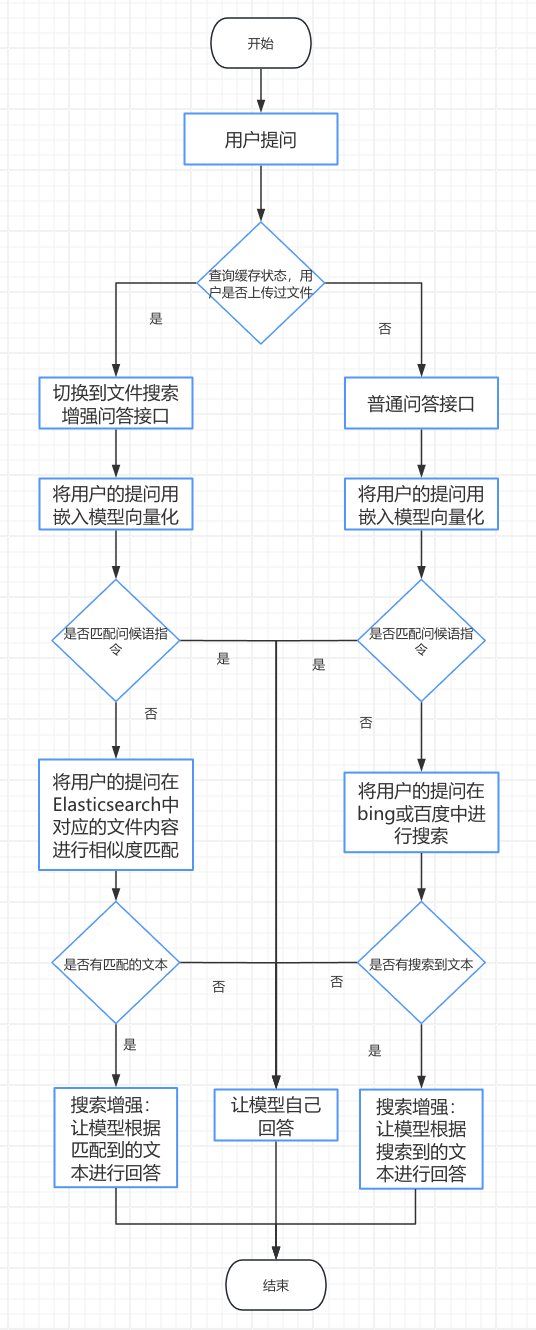 开始
用户提问
查询缓存状态，用
户是否上传过文件
是
否
切换到文件搜索
增强问答接口
普通问答接口
将用户的提问用
嵌入模型向量化
将用户的提问用
嵌入模型向量化
是否匹配问候语指
令
是否匹配问候语指
令
是
是
否
否
将用户的提问在
Elasticsearch中
对应的文件内容
进行相似度匹配
将用户的提问在
bing或百度中进
行搜索
是否有匹配的文本
是否有搜索到文本
否
否
是
是
搜索增强：
让模型根据
匹配到的文
本进行回答
让模型自己
回答
搜索增强：
让模型根据
搜索到的文
本进行回答
结束